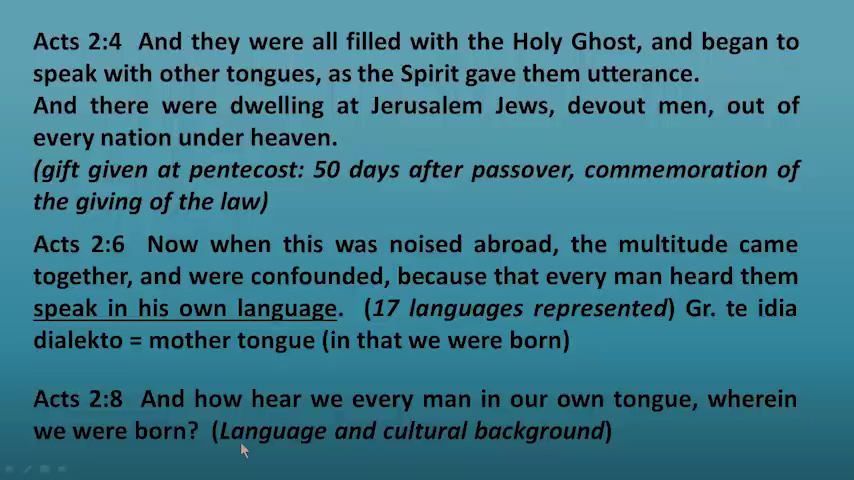 Acts 2:4 And they were all filled with the Holy Ghost, and began to
speak with other tongues, as the Spirit gave them utterance.
And there were dwelling at Jerusalem Jews, devout men, out of
every nation under heaven.
(gift given at pentecost: 50 days after passover, commemoration of
the giving of the law)
Acts 2:6 Now when this was noised abroad, the multitude came
together, and were confounded, because that every man heard them
speak in his own language. (17 languages represented) Gr. te idia
dialekto = mother tongue (in that we were born)
Acts 2:8 And how hear we every man in our own tongue, wherein
we were born? (Language and cultural background)